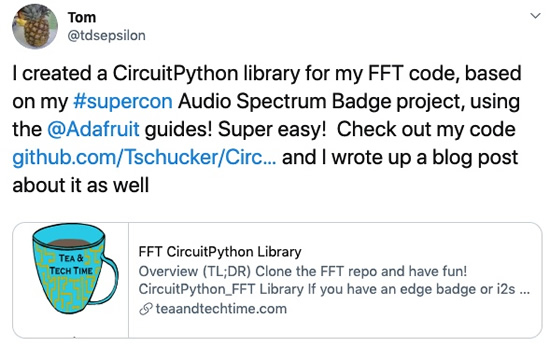 Tom
@tdsepsilon
I created a CircuitPython library for my FFT code, based
on my #supercon Audio Spectrum Badge project, using
the @Adafruit guides! Super easy!  Check out my code
github.com/Tschucker/Circ... and I wrote up a blog post
about it as well
TEA &
TECH TIME
FFT CircuitPython Library
Overview (TL;DR) Clone the FFT repo and have fun!
CircuitPython_FFT Library If you have an edge badge or i2s ...
teaandtechtime.com